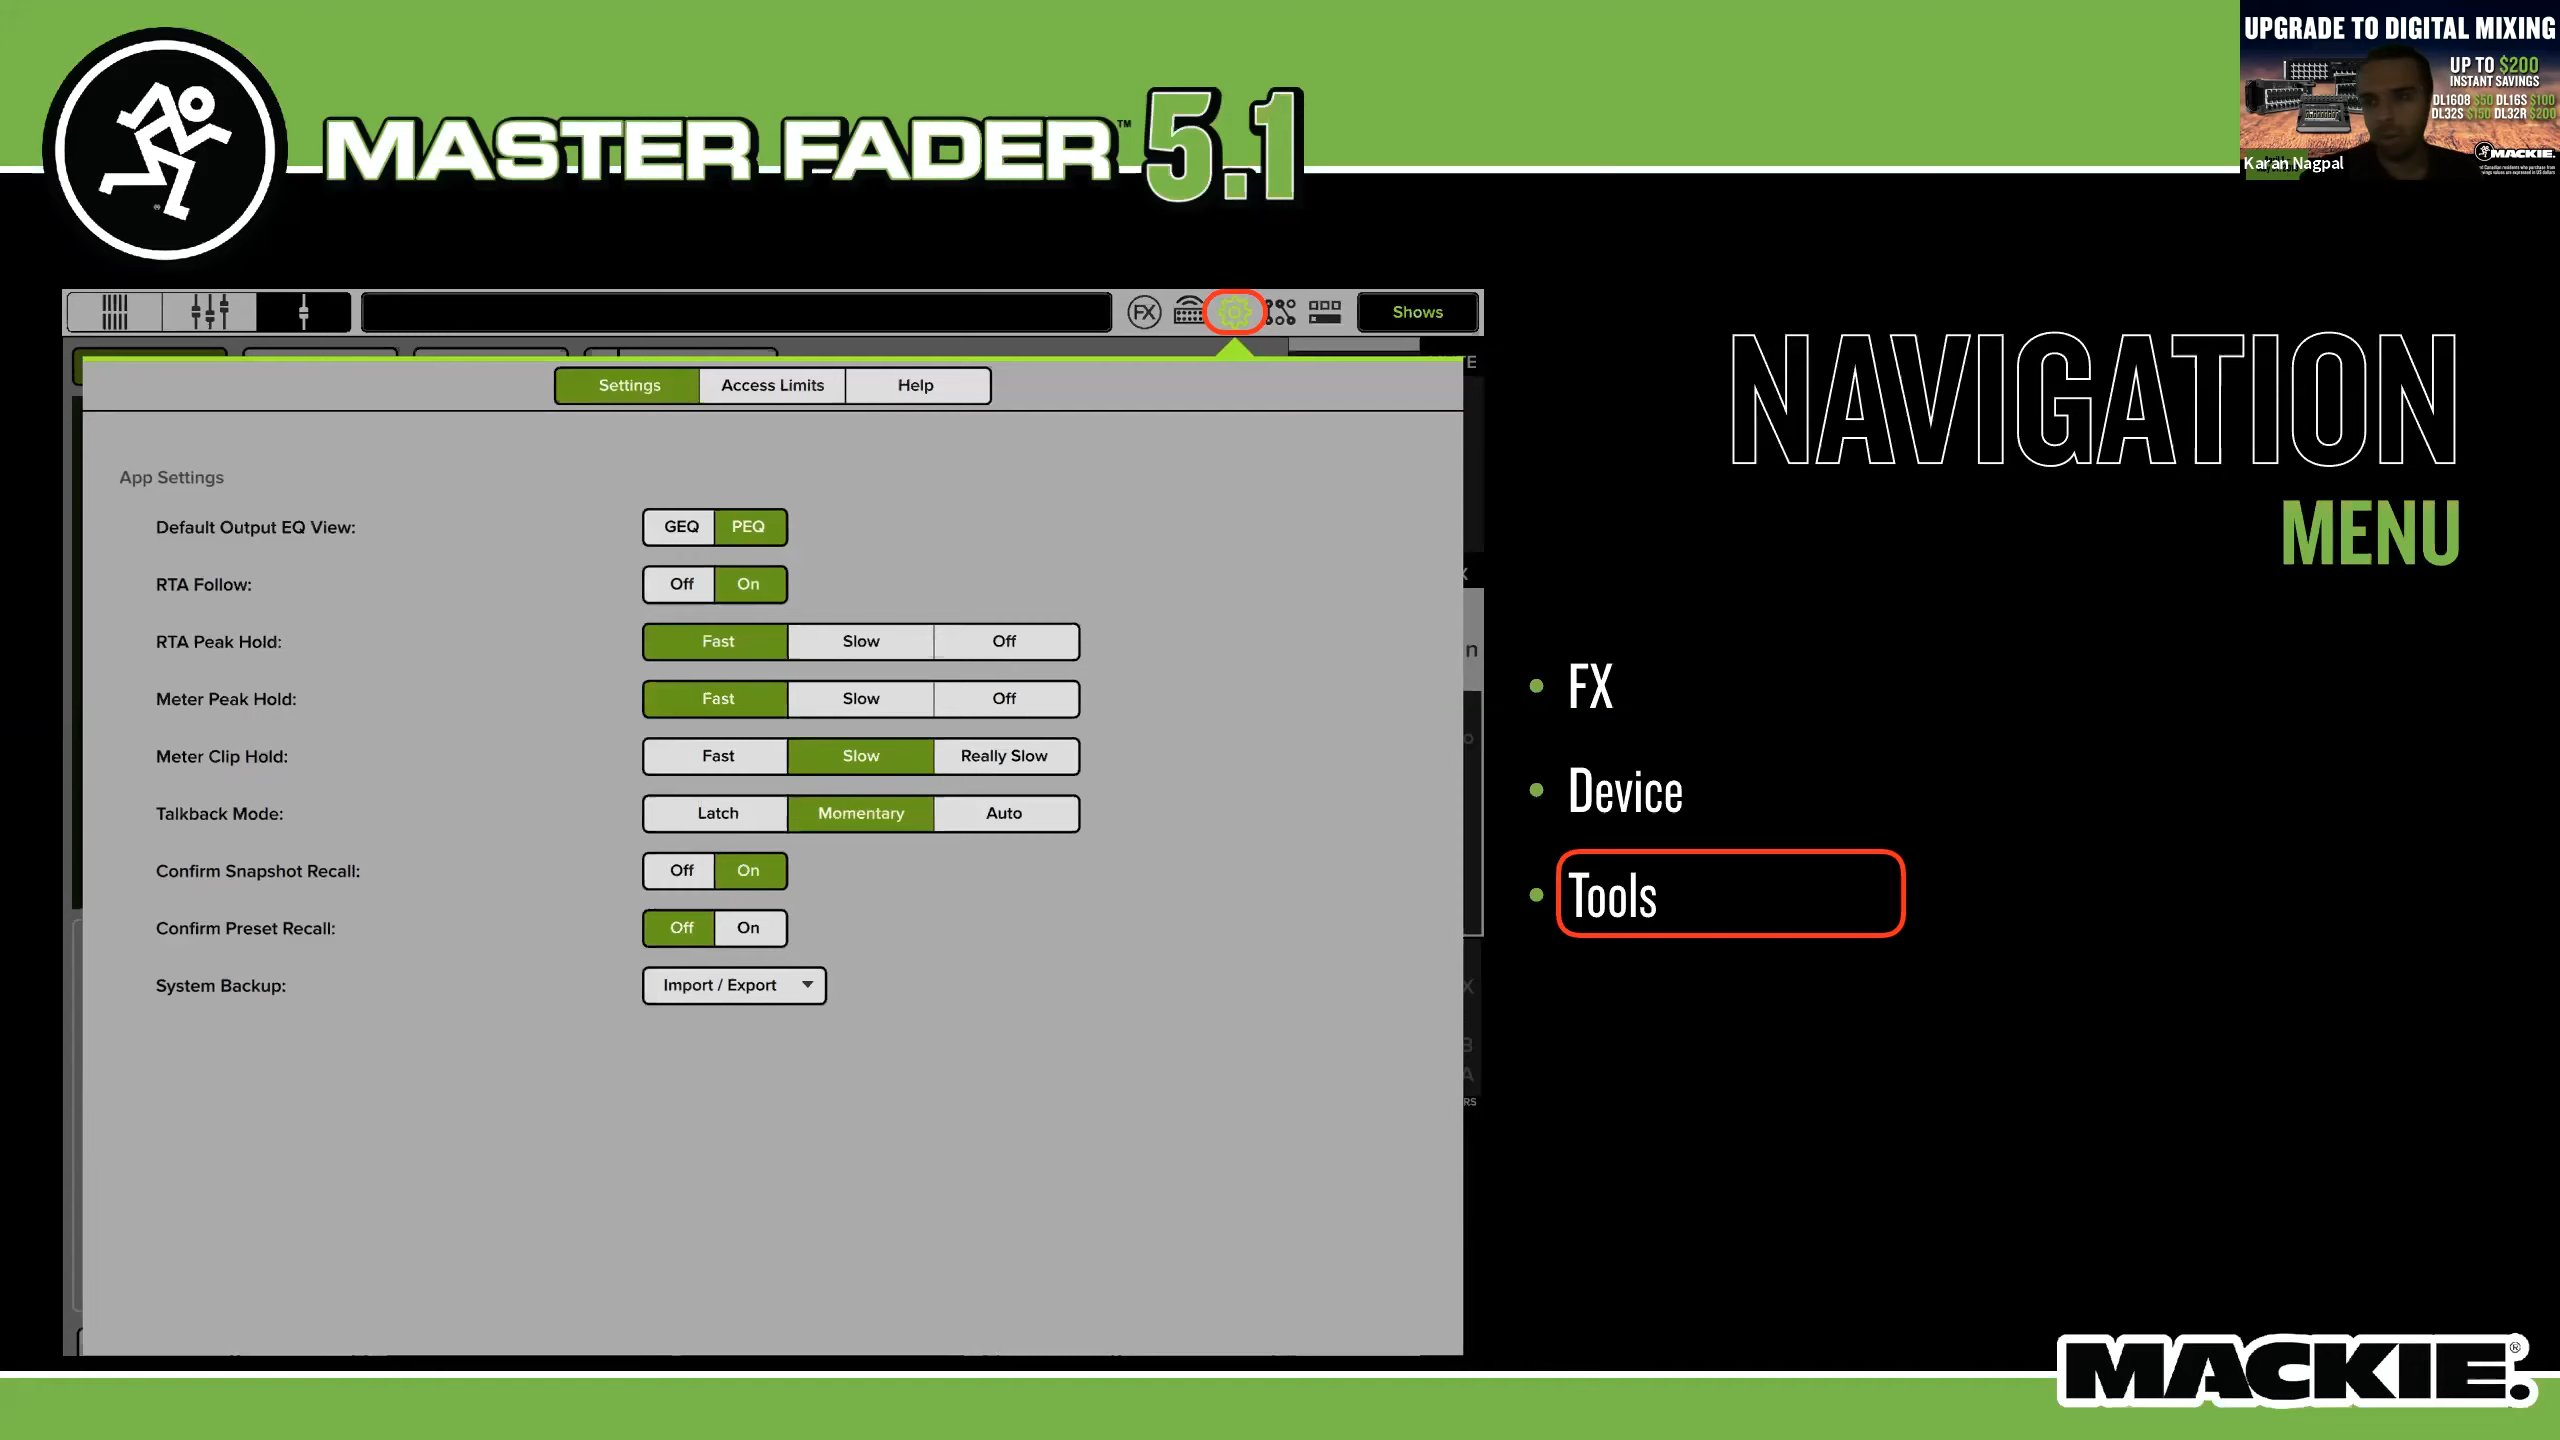 MASTER FADER™ 5.1
UPGRADE TO DIGITAL MIXING
UP TO $200
INSTANT SAVINGS
DL1608 $50 DL16S $100
DL32S $150 DL32R $200
MACKIE.
Karan Nagpal
FX
Shows
Settings
Access Limits
Help
App Settings
Default Output EQ View:
GEQ
PEQ
RTA Follow:
Off
On
RTA Peak Hold:
Fast
Slow
Off
Meter Peak Hold:
Fast
Slow
Off
Meter Clip Hold:
Fast
Slow
Really Slow
Talkback Mode:
Latch
Momentary
Auto
Confirm Snapshot Recall:
Off
On
Confirm Preset Recall:
Off
On
System Backup:
Import / Export
NAVIGATION
MENU
• FX
• Device
• Tools
MACKIE.®